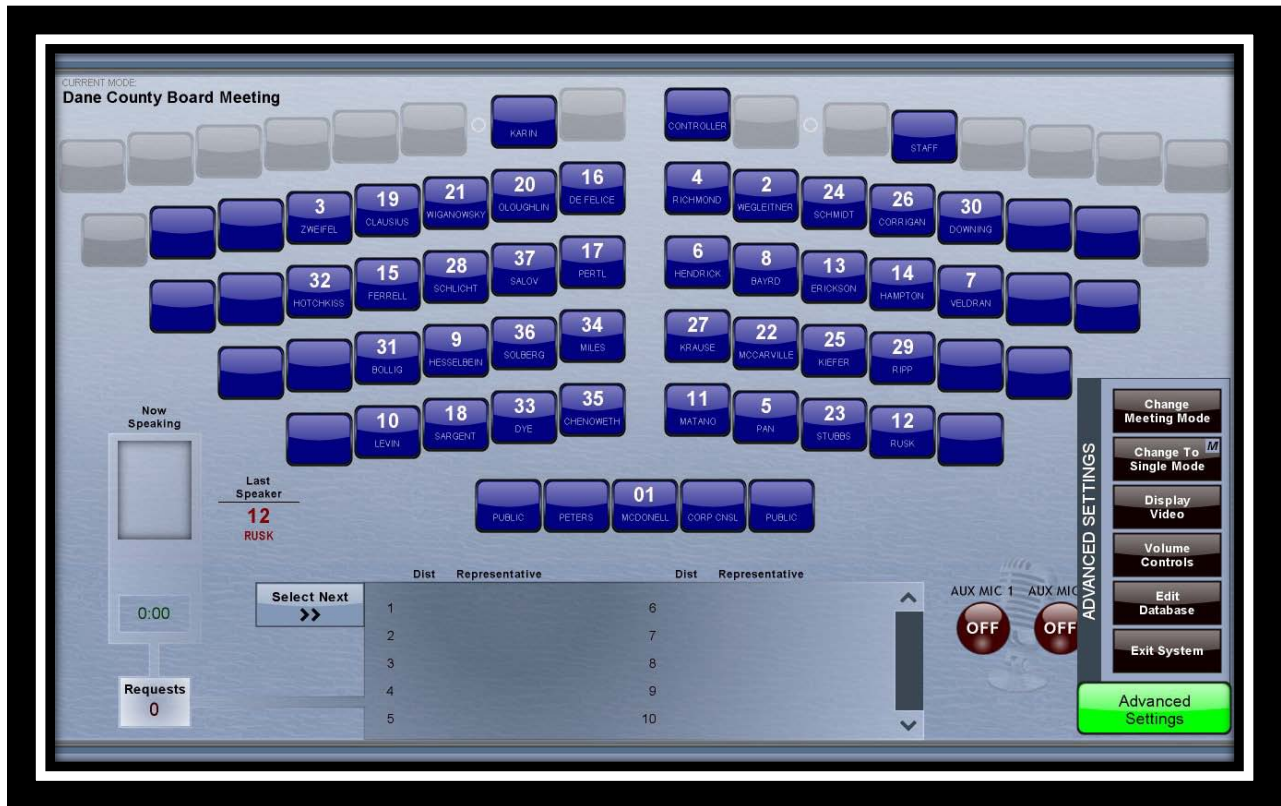 CURRENT MODE:
Dane County Board Meeting
KARIN
CONTROLLER
STAFF
3 ZWEIFEL
19 CLAUSIUS
21 WIGANOWSKY
20 OLOUGHLIN
16 DE FELICE
4 RICHMOND
2 WEGLEITNER
24 SCHMIDT
26 CORRIGAN
30 DOWNING
32 HOTCHKISS
15 FERRELL
28 SCHLICHT
37 SALOV
17 PERTL
6 HENDRICK
8 BAYRD
13 ERICKSON
14 HAMPTON
7 VELDRAN
31 BOLLIG
9 HESSELBEIN
36 SOLBERG
34 MILES
27 KRAUSE
22 MCCARVILLE
25 KIEFER
29 RIPP
10 LEVIN
18 SARGENT
33 DYE
35 CHENOWETH
11 MATANO
5 PAN
23 STUBBS
12 RUSK
PUBLIC
PETERS
01 MCDONELL
CORP CNSL
PUBLIC
Now
Speaking
0:00
Requests
0
Last
Speaker
12
RUSK
Select Next
>>
Dist Representative Dist Representative
1 6
2 7
3 8
4 9
5 10
AUX MIC 1 AUX MIC
OFF OFF
ADVANCED SETTINGS
Change
Meeting Mode
Change To M
Single Mode
Display
Video
Volume
Controls
Edit
Database
Exit System
Advanced
Settings